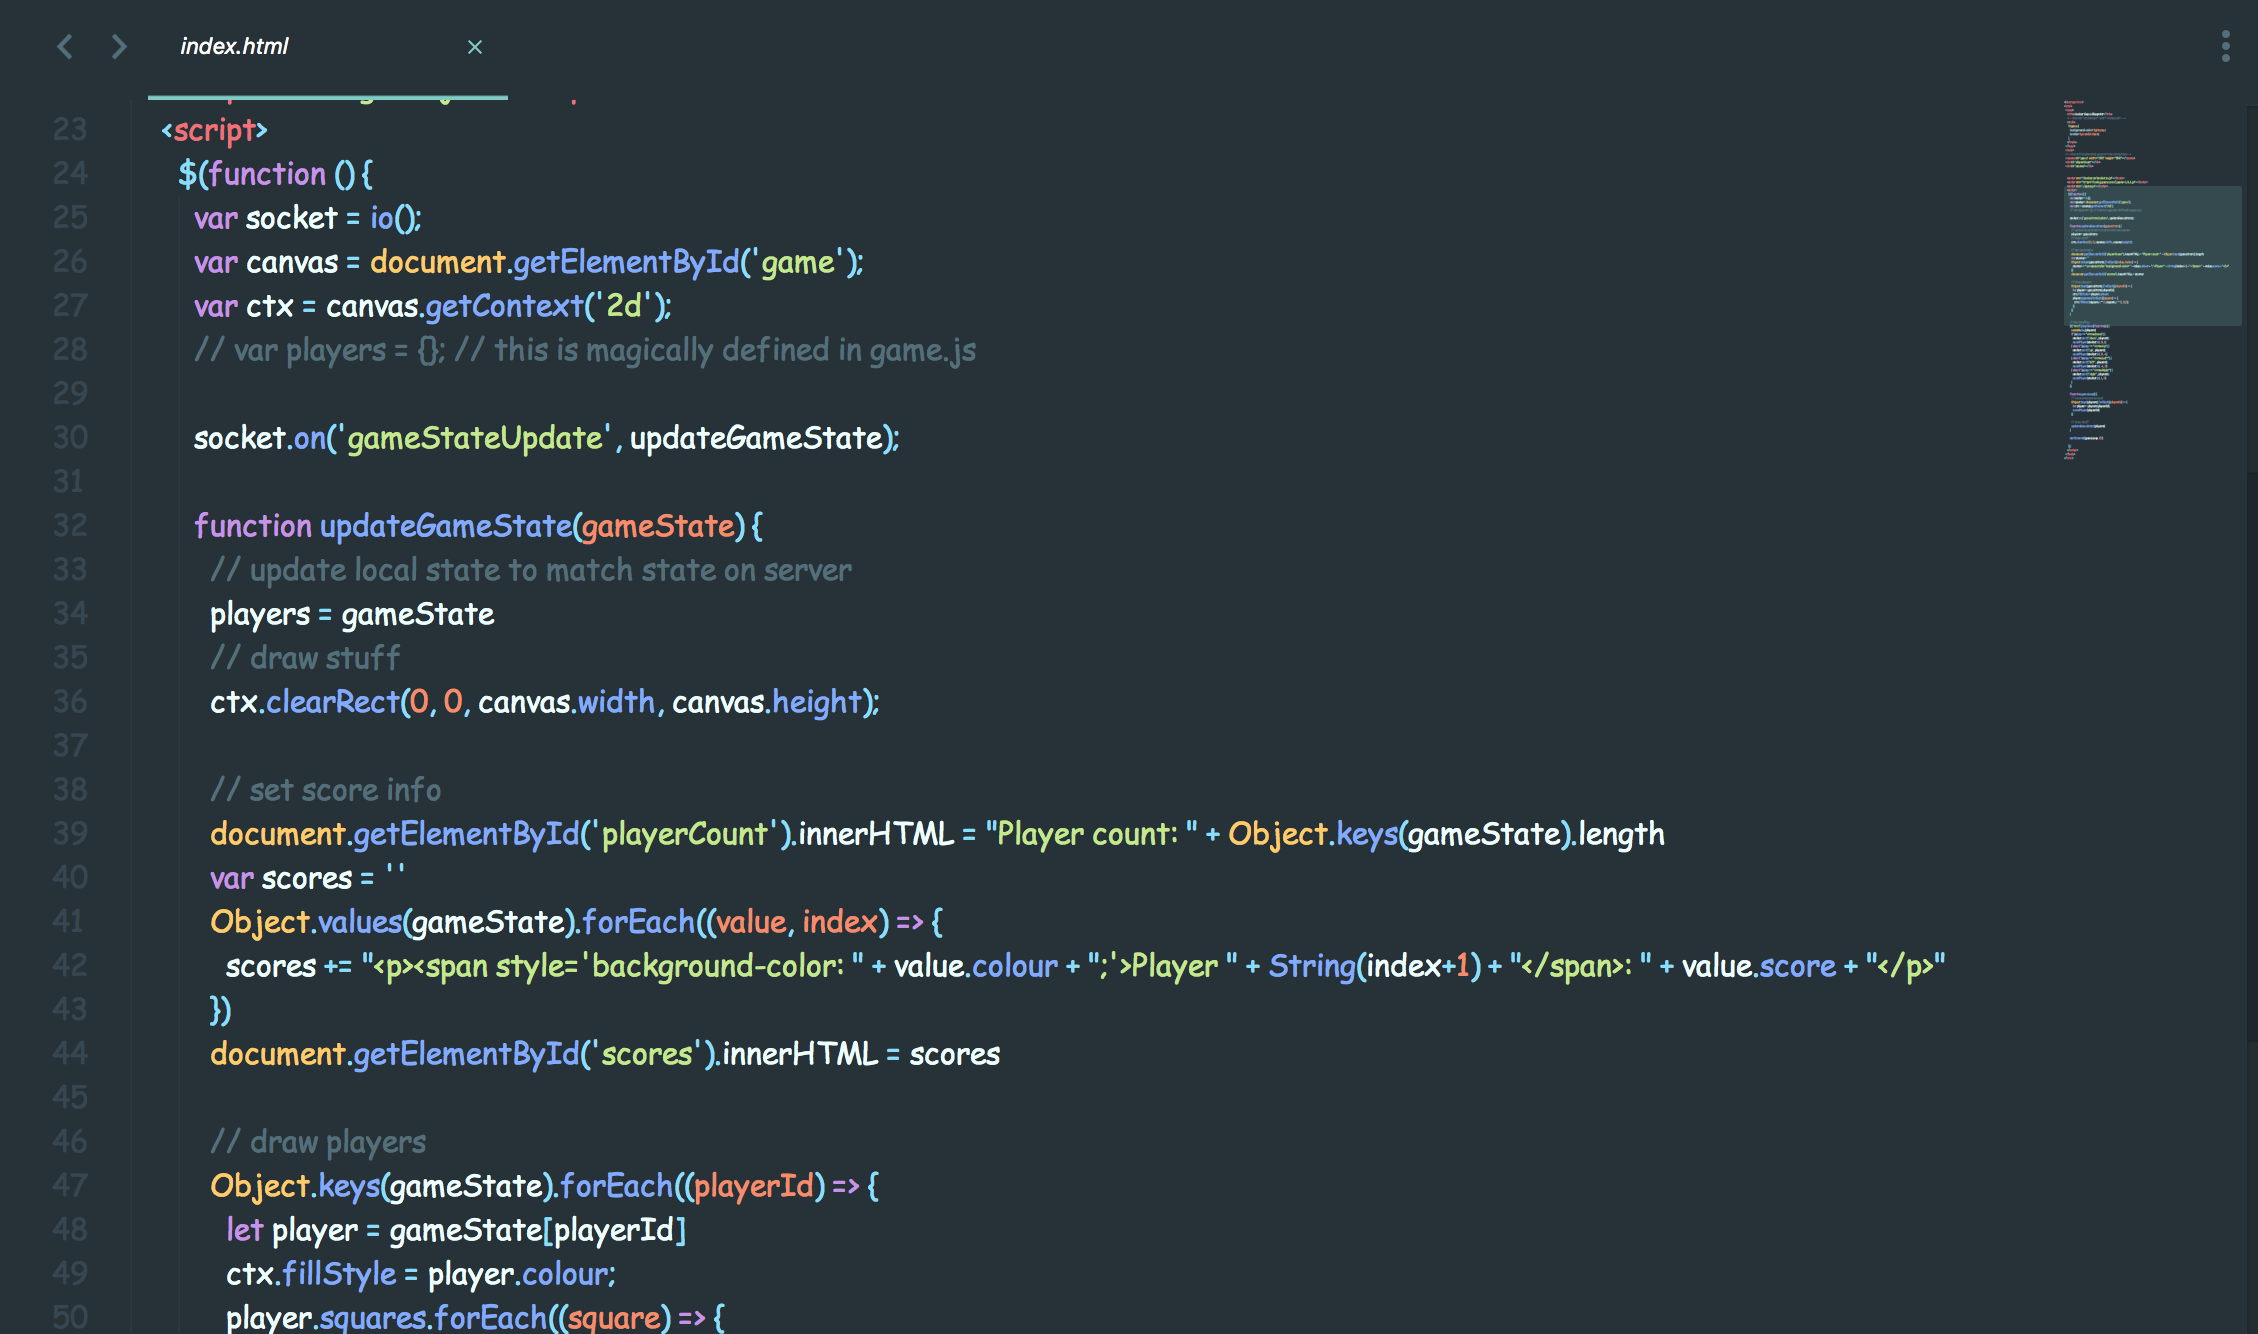 index.html ×
23 <script>
24 $(function () {
25 var socket = io();
26 var canvas = document.getElementById('game');
27 var ctx = canvas.getContext('2d');
28 // var players = {}; // this is magically defined in game.js
29
30 socket.on('gameStateUpdate', updateGameState);
31
32 function updateGameState(gameState) {
33 // update local state to match state on server
34 players = gameState
35 // draw stuff
36 ctx.clearRect(0, 0, canvas.width, canvas.height);
37
38 // set score info
39 document.getElementById('playerCount').innerHTML = "Player count: " + Object.keys(gameState).length
40 var scores = ''
41 Object.values(gameState).forEach((value, index) => {
42 scores += "<p><span style='background-color: " + value.colour + ";'>Player " + String(index+1) + "</span>: " + value.score + "</p>"
43 })
44 document.getElementById('scores').innerHTML = scores
45
46 // draw players
47 Object.keys(gameState).forEach((playerId) => {
48 let player = gameState[playerId]
49 ctx.fillStyle = player.colour;
50 player.squares.forEach((square) => {